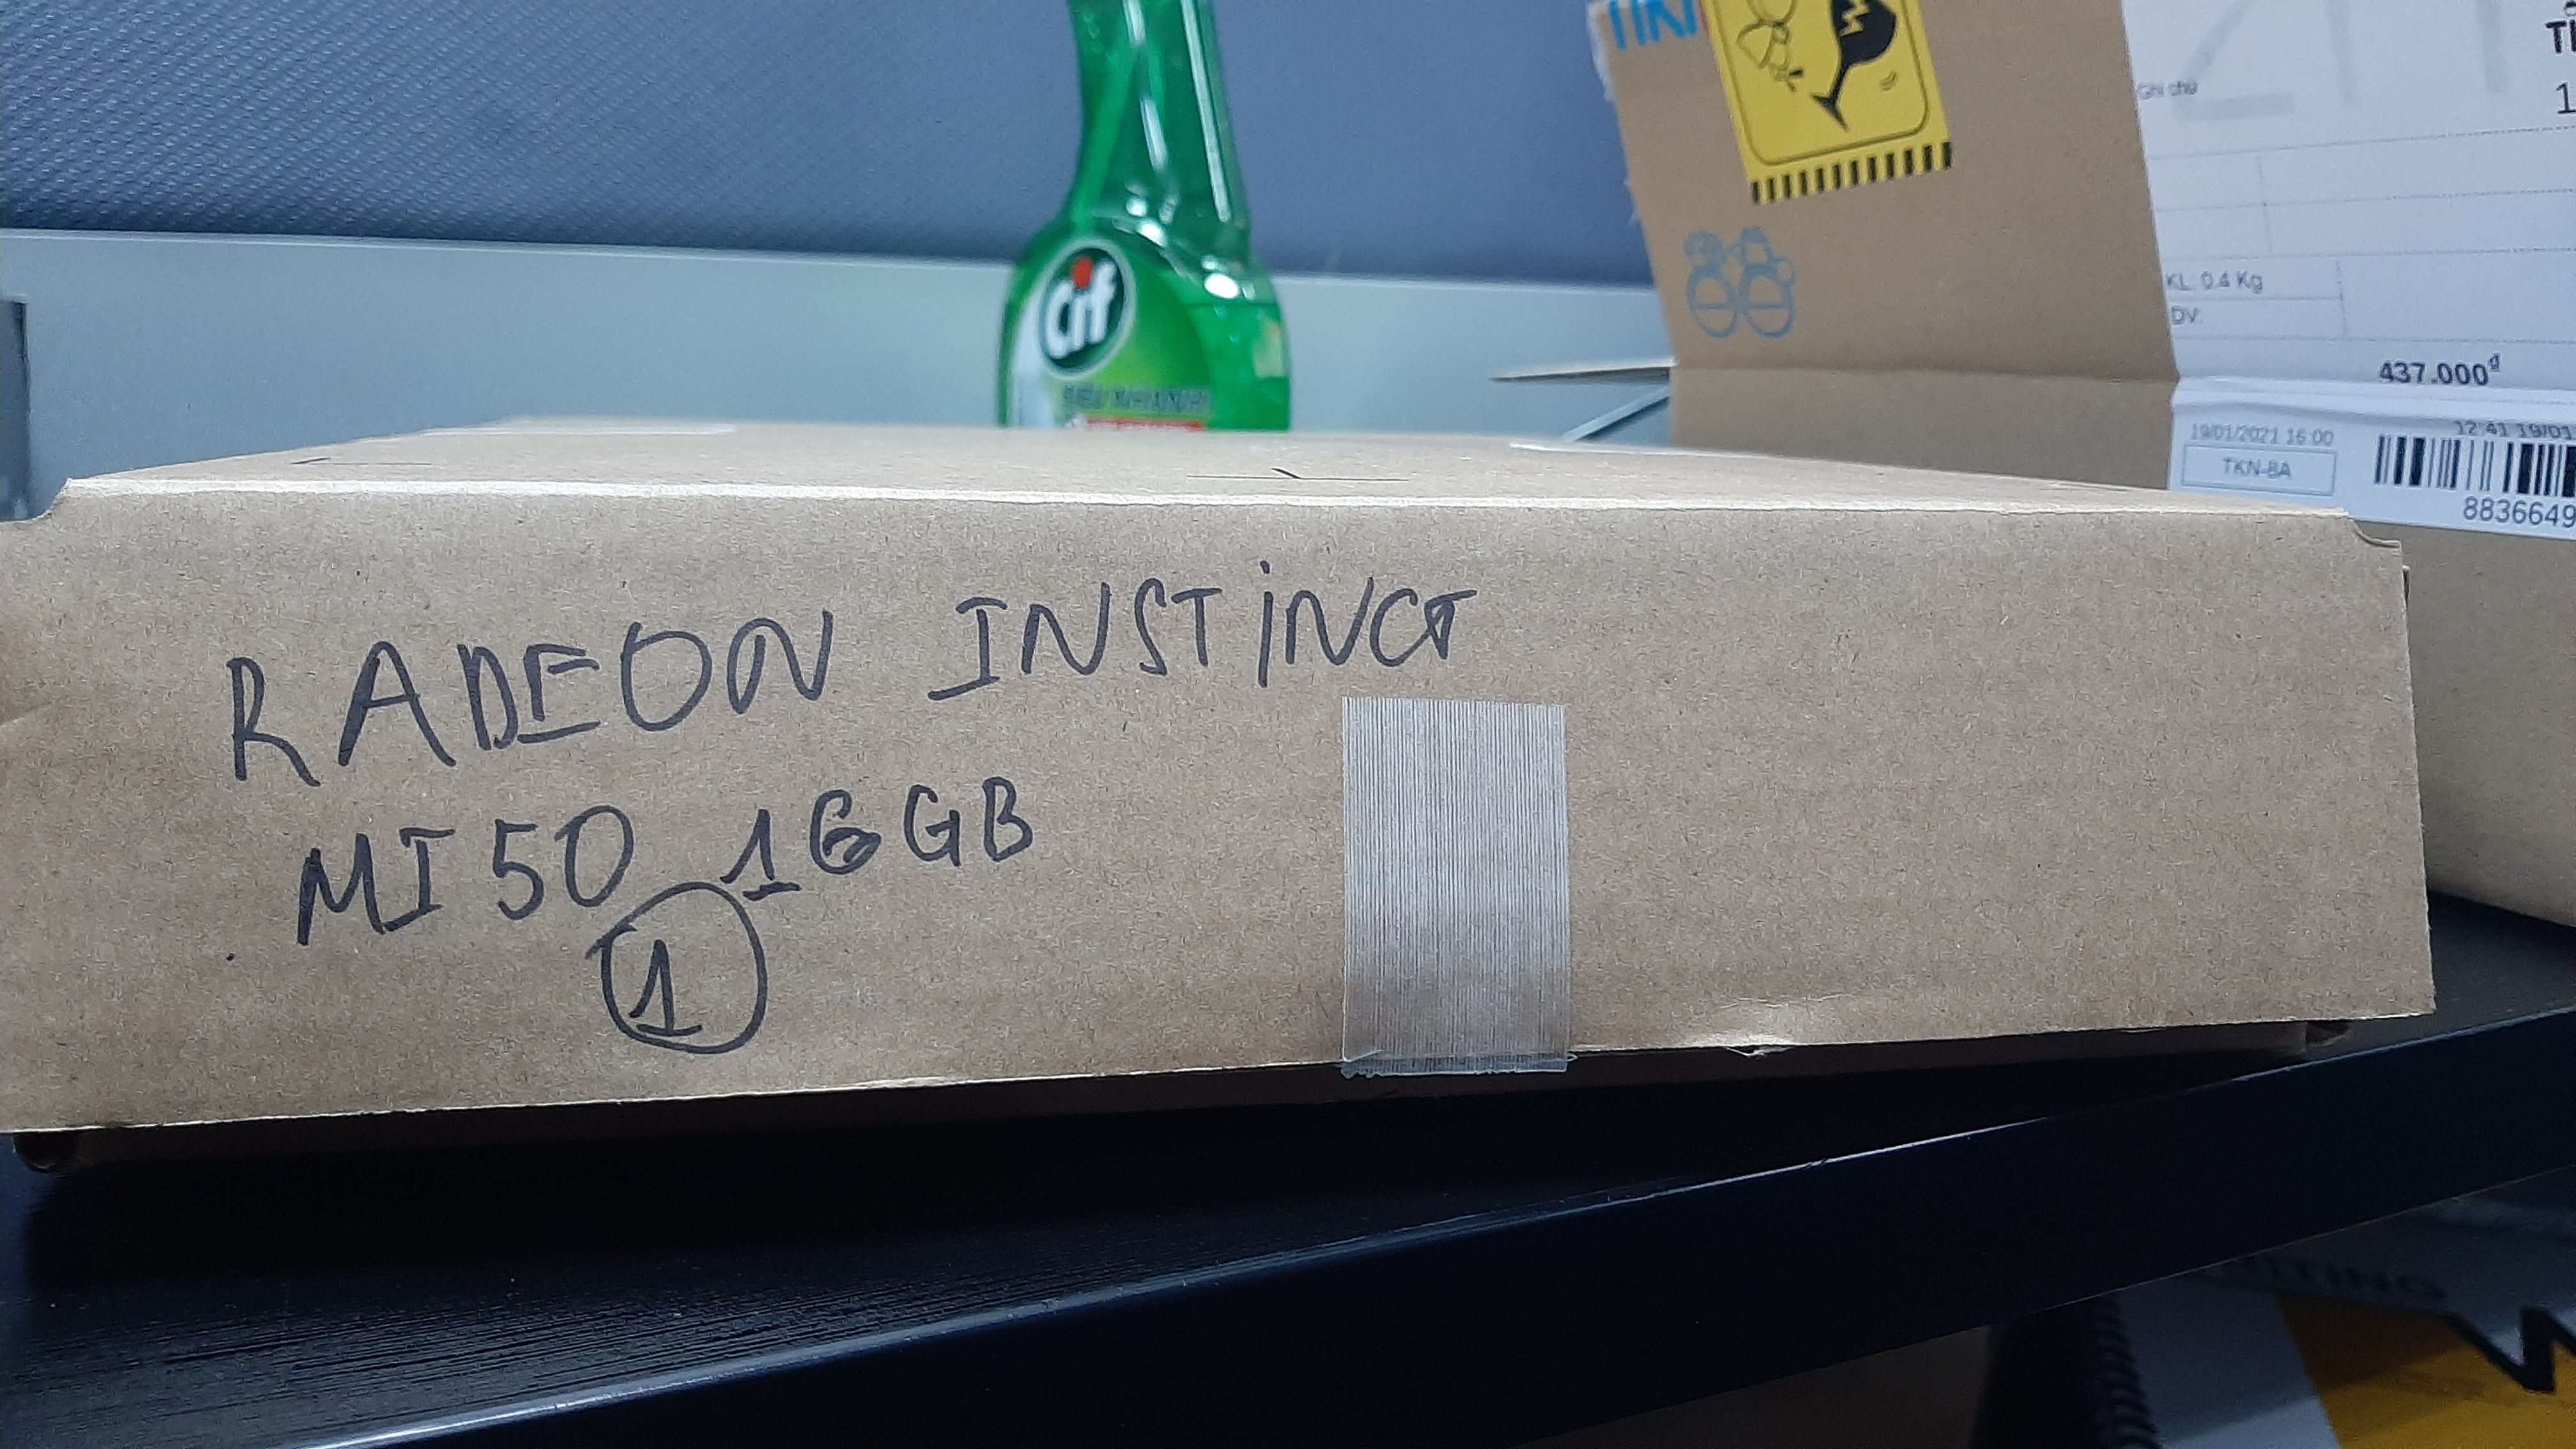 Cif
SIÊU NHANH
TIKI
Ghi chú
1
KL: 0.4 Kg
DV:
437.000đ
19/01/2021 16:00
12:41 19/01
TKN-8A
8836649
RADEON INSTINCT
MI50 16GB
1